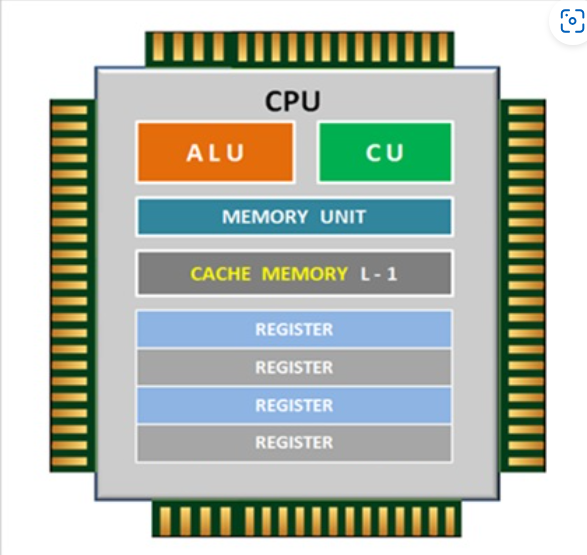 CPU
ALU
CU
MEMORY UNIT
CACHE MEMORY L - 1
REGISTER
REGISTER
REGISTER
REGISTER